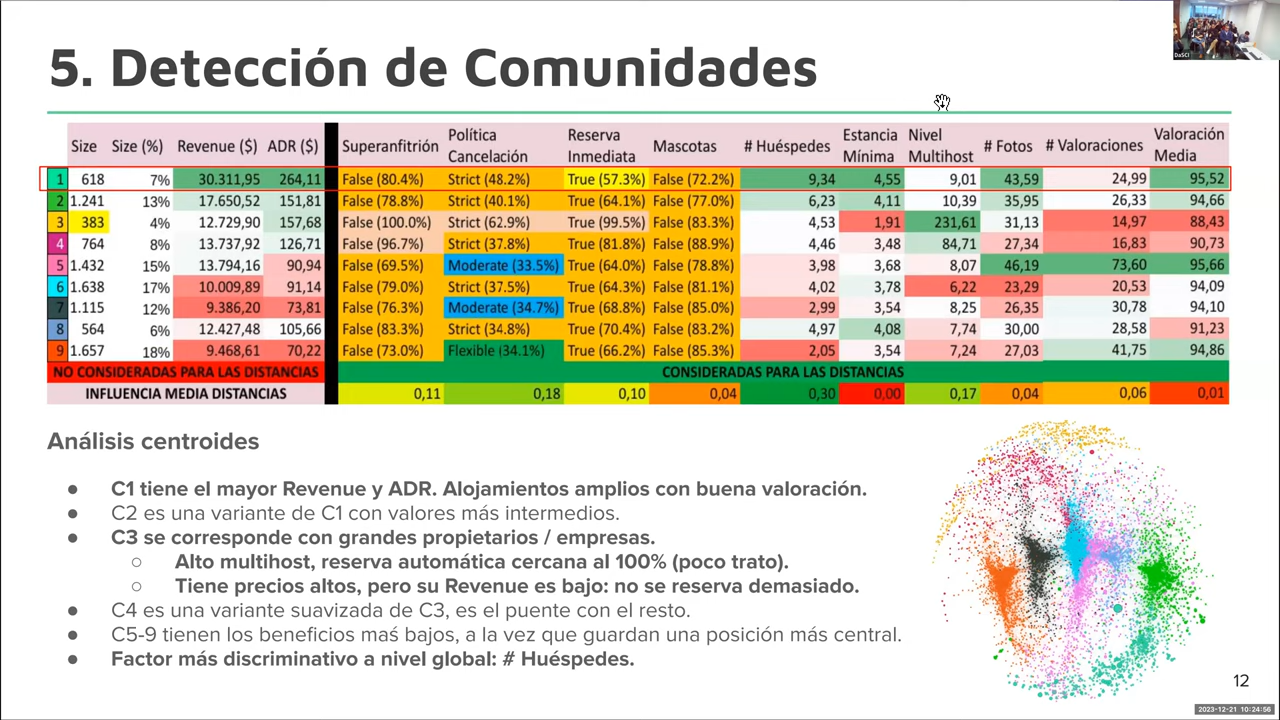 5. Detección de Comunidades
DaSCI
Size Size (%) Revenue ($) ADR ($) Superanfitrión Política Cancelación Reserva Inmediata Mascotas # Huéspedes Estancia Mínima Nivel Multihost # Fotos # Valoraciones Valoración Media
1 618 7% 30.311,95 264,11 False (80.4%) Strict (48.2%) True (57.3%) False (72.2%) 9,34 4,55 9,01 43,59 24,99 95,52
2 1.241 13% 17.650,52 151,81 False (78.8%) Strict (40.1%) True (64.1%) False (77.0%) 6,23 4,11 10,39 35,95 26,33 94,66
3 383 4% 12.729,90 157,68 False (100.0%) Strict (62.9%) True (99.5%) False (83.3%) 4,53 1,91 231,61 31,13 14,97 88,43
4 764 8% 13.737,92 126,71 False (96.7%) Strict (37.8%) True (81.8%) False (88.9%) 4,46 3,48 84,71 27,34 16,83 90,73
5 1.432 15% 13.794,16 90,94 False (69.5%) Moderate (33.5%) True (64.0%) False (78.8%) 3,98 3,68 8,07 46,19 73,60 95,66
6 1.638 17% 10.009,89 91,14 False (79.0%) Strict (37.5%) True (64.3%) False (81.1%) 4,02 3,78 6,22 23,29 20,53 94,09
7 1.115 12% 9.386,20 73,81 False (76.3%) Moderate (34.7%) True (68.8%) False (85.0%) 2,99 3,54 8,25 26,35 30,78 94,10
8 564 6% 12.427,48 105,66 False (83.3%) Strict (34.8%) True (70.4%) False (83.2%) 4,97 4,08 7,74 30,00 28,58 91,23
9 1.657 18% 9.468,61 70,22 False (73.0%) Flexible (34.1%) True (66.2%) False (85.3%) 2,05 3,54 7,24 27,03 41,75 94,86
NO CONSIDERADAS PARA LAS DISTANCIAS CONSIDERADAS PARA LAS DISTANCIAS
INFLUENCIA MEDIA DISTANCIAS 0,11 0,18 0,10 0,04 0,30 0,00 0,17 0,04 0,06 0,01
Análisis centroides
● C1 tiene el mayor Revenue y ADR. Alojamientos amplios con buena valoración.
● C2 es una variante de C1 con valores más intermedios.
● C3 se corresponde con grandes propietarios / empresas.
○ Alto multihost, reserva automática cercana al 100% (poco trato).
○ Tiene precios altos, pero su Revenue es bajo: no se reserva demasiado.
● C4 es una variante suavizada de C3, es el puente con el resto.
● C5-9 tienen los beneficios maś bajos, a la vez que guardan una posición más central.
● Factor más discriminativo a nivel global: # Huéspedes.
12
2023-12-21 10:24:56